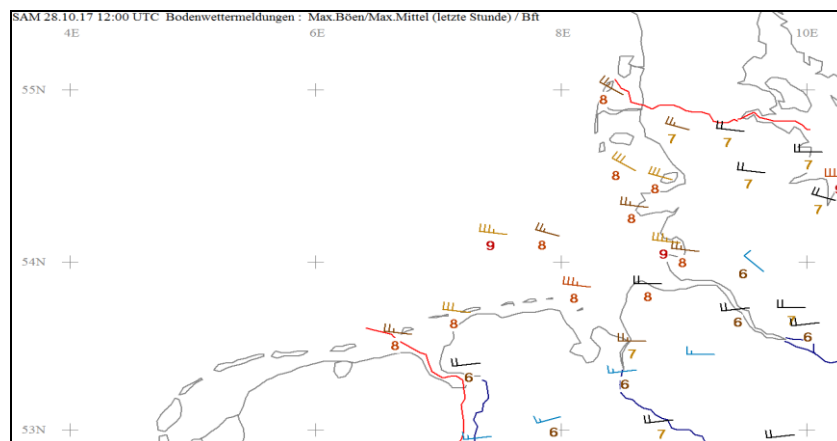 SAM 28.10.17 12:00 UTC Bodenwettermeldungen : Max.Böen/Max.Mittel (letzte Stunde) / Bft
4E 6E 8E 10E
55N
8
7 7 7
8 8 7 7
8
9 8 9 8
54N
6
8 8 7
8 6 6
8 7
6 6
53N
6 7